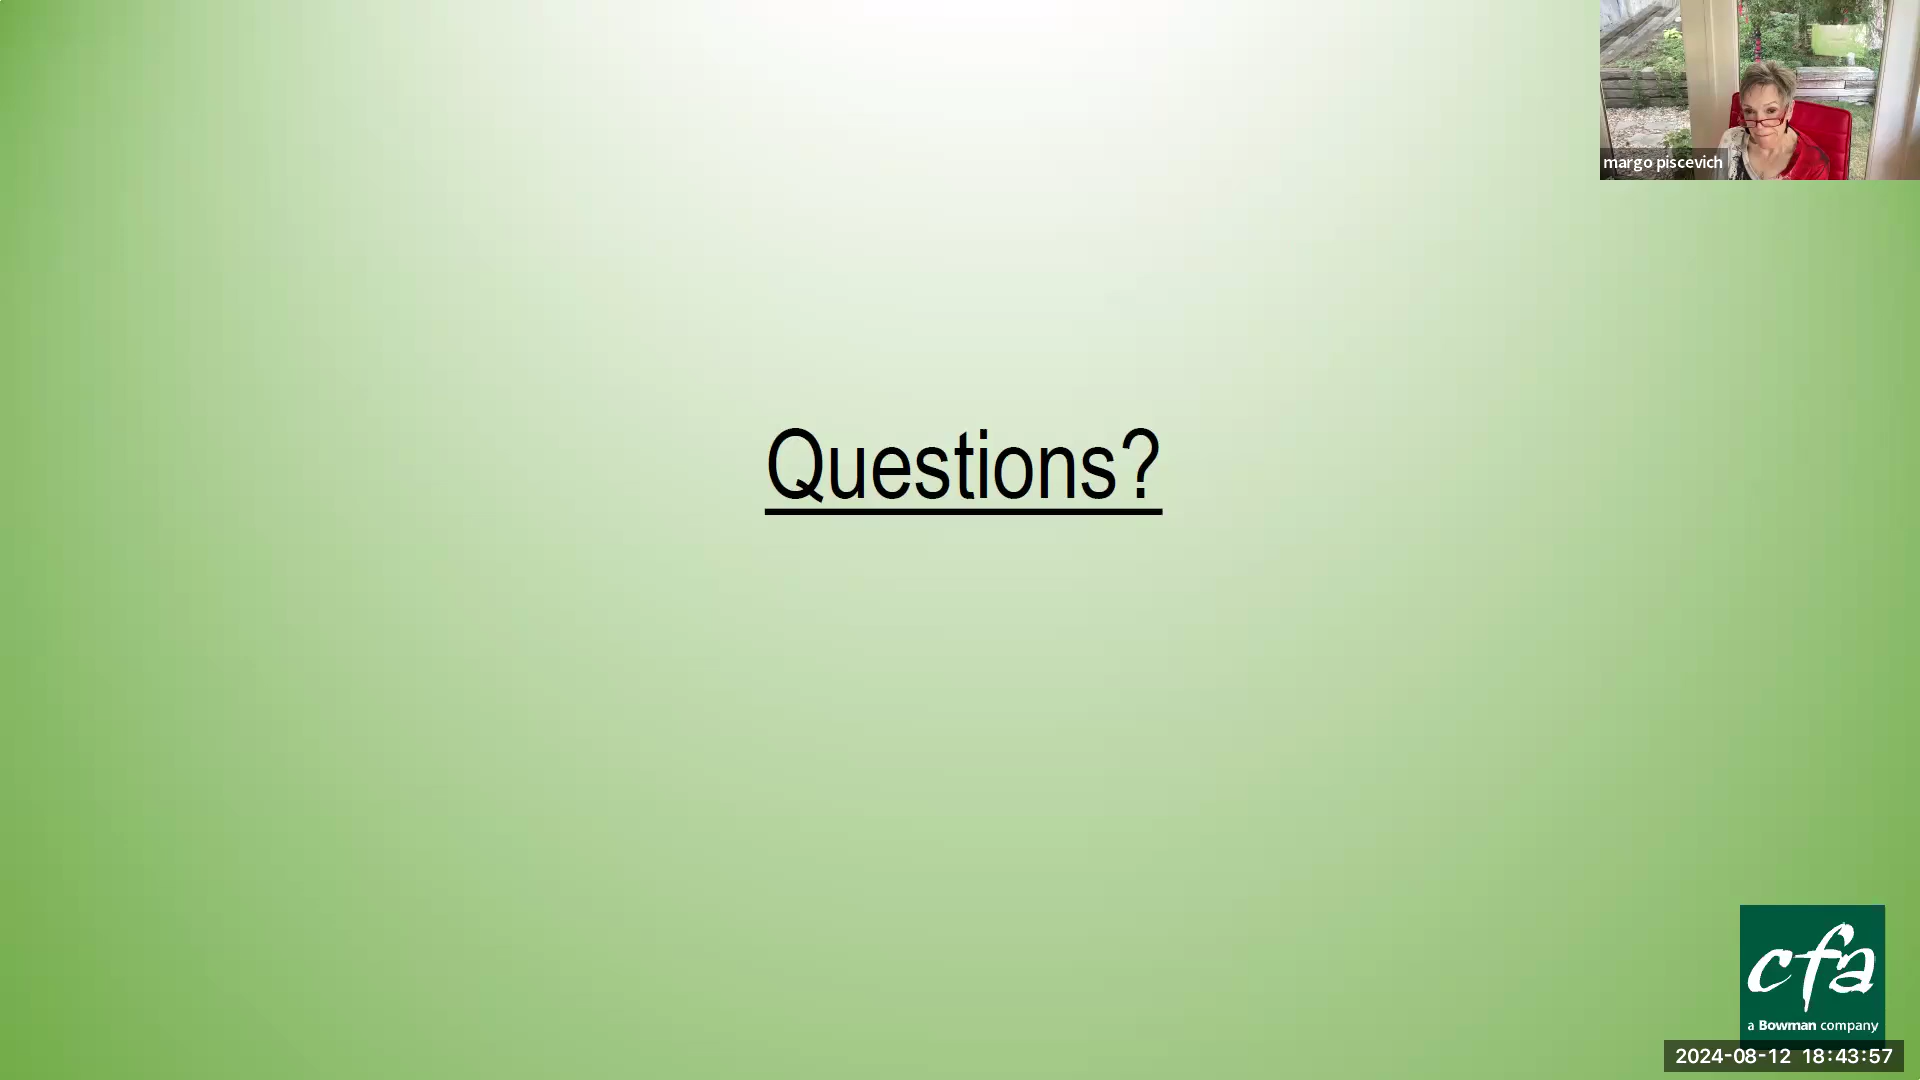 margo piscevich
Questions?
cfa
a Bowman company
2024-08-12 18:43:57